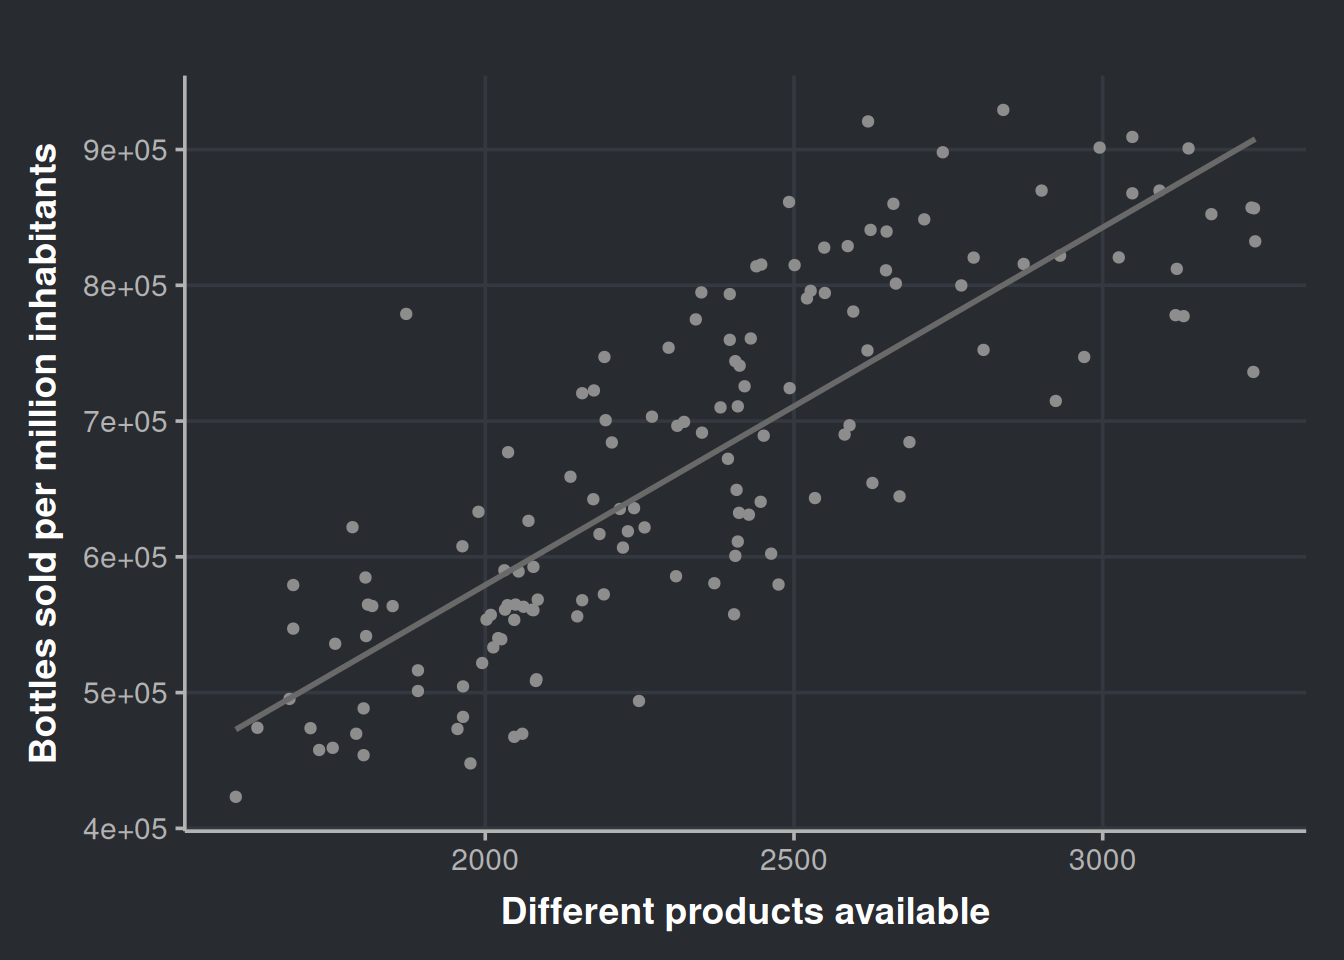 Bottles sold per million inhabitants
9e+05
8e+05
7e+05
6e+05
5e+05
4e+05
2000 2500 3000
Different products available